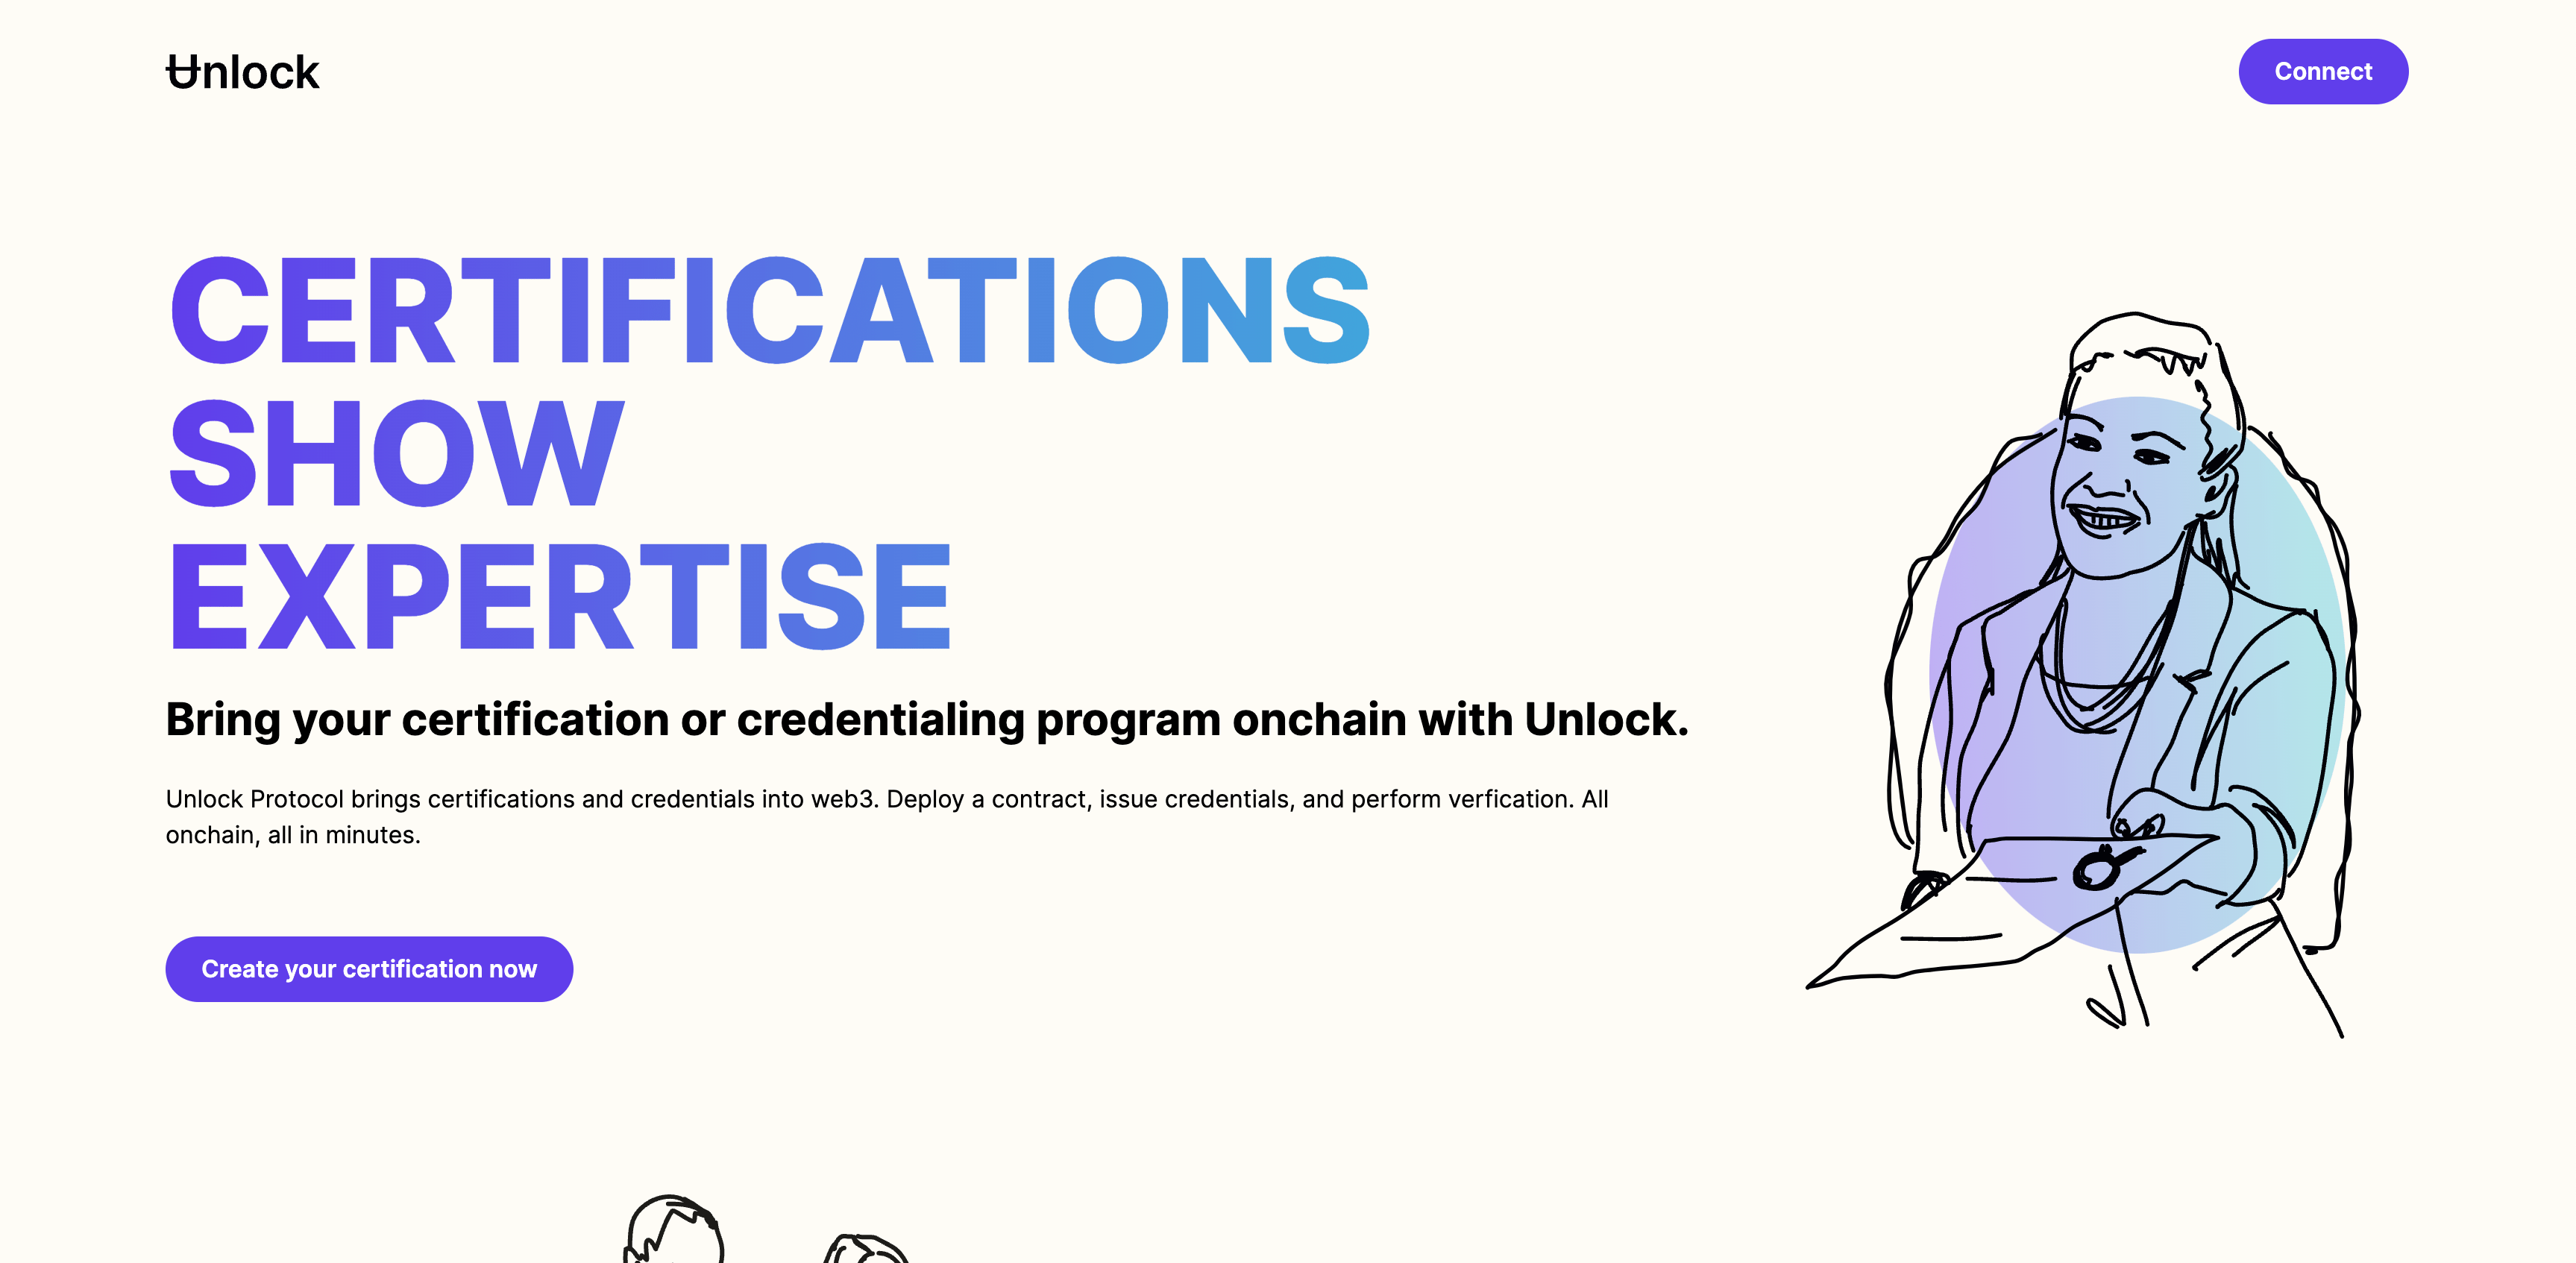 Unlock
Connect
CERTIFICATIONS
SHOW
EXPERTISE
Bring your certification or credentialing program onchain with Unlock.
Unlock Protocol brings certifications and credentials into web3. Deploy a contract, issue credentials, and perform verfication. All
onchain, all in minutes.
Create your certification now